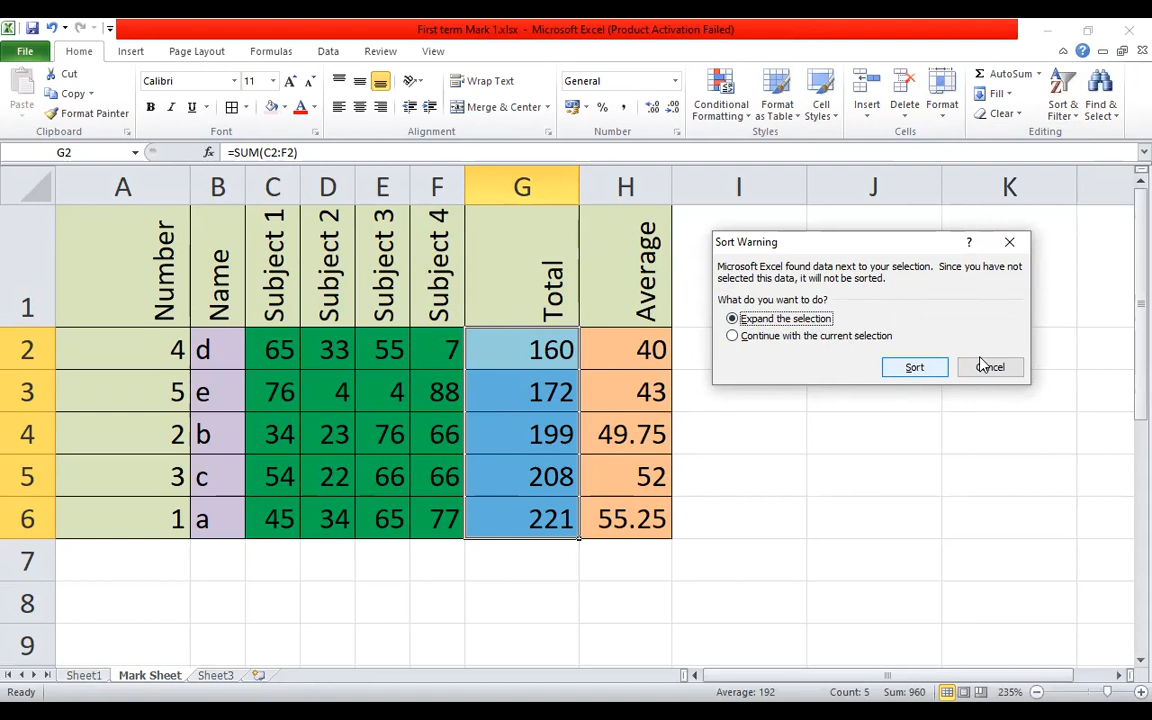 First term Mark 1.xlsx - Microsoft Excel (Product Activation Failed)
File Home Insert Page Layout Formulas Data Review View
Paste
Cut
Copy
Format Painter
Clipboard
Calibri 11
B I U A
Font
Wrap Text
Merge & Center
Alignment
General
% ,
Number
Conditional Formatting
Format as Table
Cell Styles
Styles
Insert Delete Format
Cells
Σ AutoSum
Fill
Clear
Sort & Filter
Find & Select
Editing
G2 fx =SUM(C2:F2)
A B C D E F G H I J K
1 Number Name Subject 1 Subject 2 Subject 3 Subject 4 Total Average
2 4 d 65 33 55 7 160 40
3 5 e 76 4 4 88 172 43
4 2 b 34 23 76 66 199 49.75
5 3 c 54 22 66 66 208 52
6 1 a 45 34 65 77 221 55.25
7
8
9
Sort Warning ?
Microsoft Excel found data next to your selection. Since you have not
selected this data, it will not be sorted.
What do you want to do?
Expand the selection
Continue with the current selection
Sort Cancel
Sheet1 Mark Sheet Sheet3
Ready Average: 192 Count: 5 Sum: 960 235%